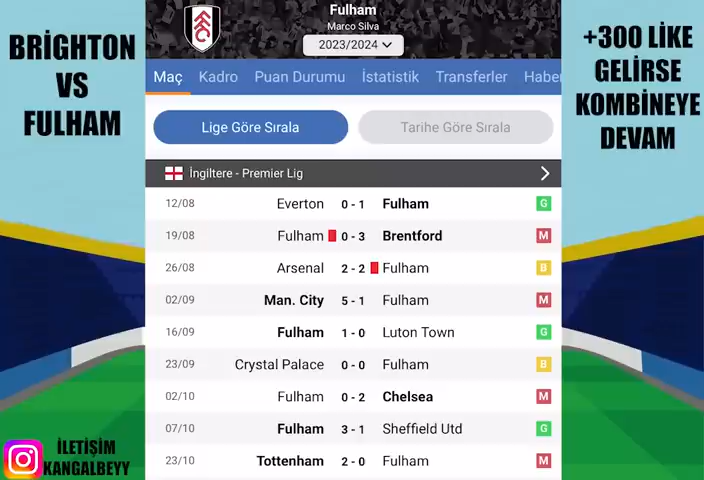 BRİGHTON
VS
FULHAM
Fulham
Marco Silva
2023/2024
+300 LİKE
GELİRSE
KOMBİNEYE
DEVAM
Maç Kadro Puan Durumu İstatistik Transferler Haber
Lige Göre Sırala Tarihe Göre Sırala
İngiltere - Premier Lig
12/08 Everton 0 - 1 Fulham G
19/08 Fulham 0 - 3 Brentford M
26/08 Arsenal 2 - 2 Fulham B
02/09 Man. City 5 - 1 Fulham M
16/09 Fulham 1 - 0 Luton Town G
23/09 Crystal Palace 0 - 0 Fulham B
02/10 Fulham 0 - 2 Chelsea M
07/10 Fulham 3 - 1 Sheffield Utd G
23/10 Tottenham 2 - 0 Fulham M
İLETİŞİM
KANGALBEYY